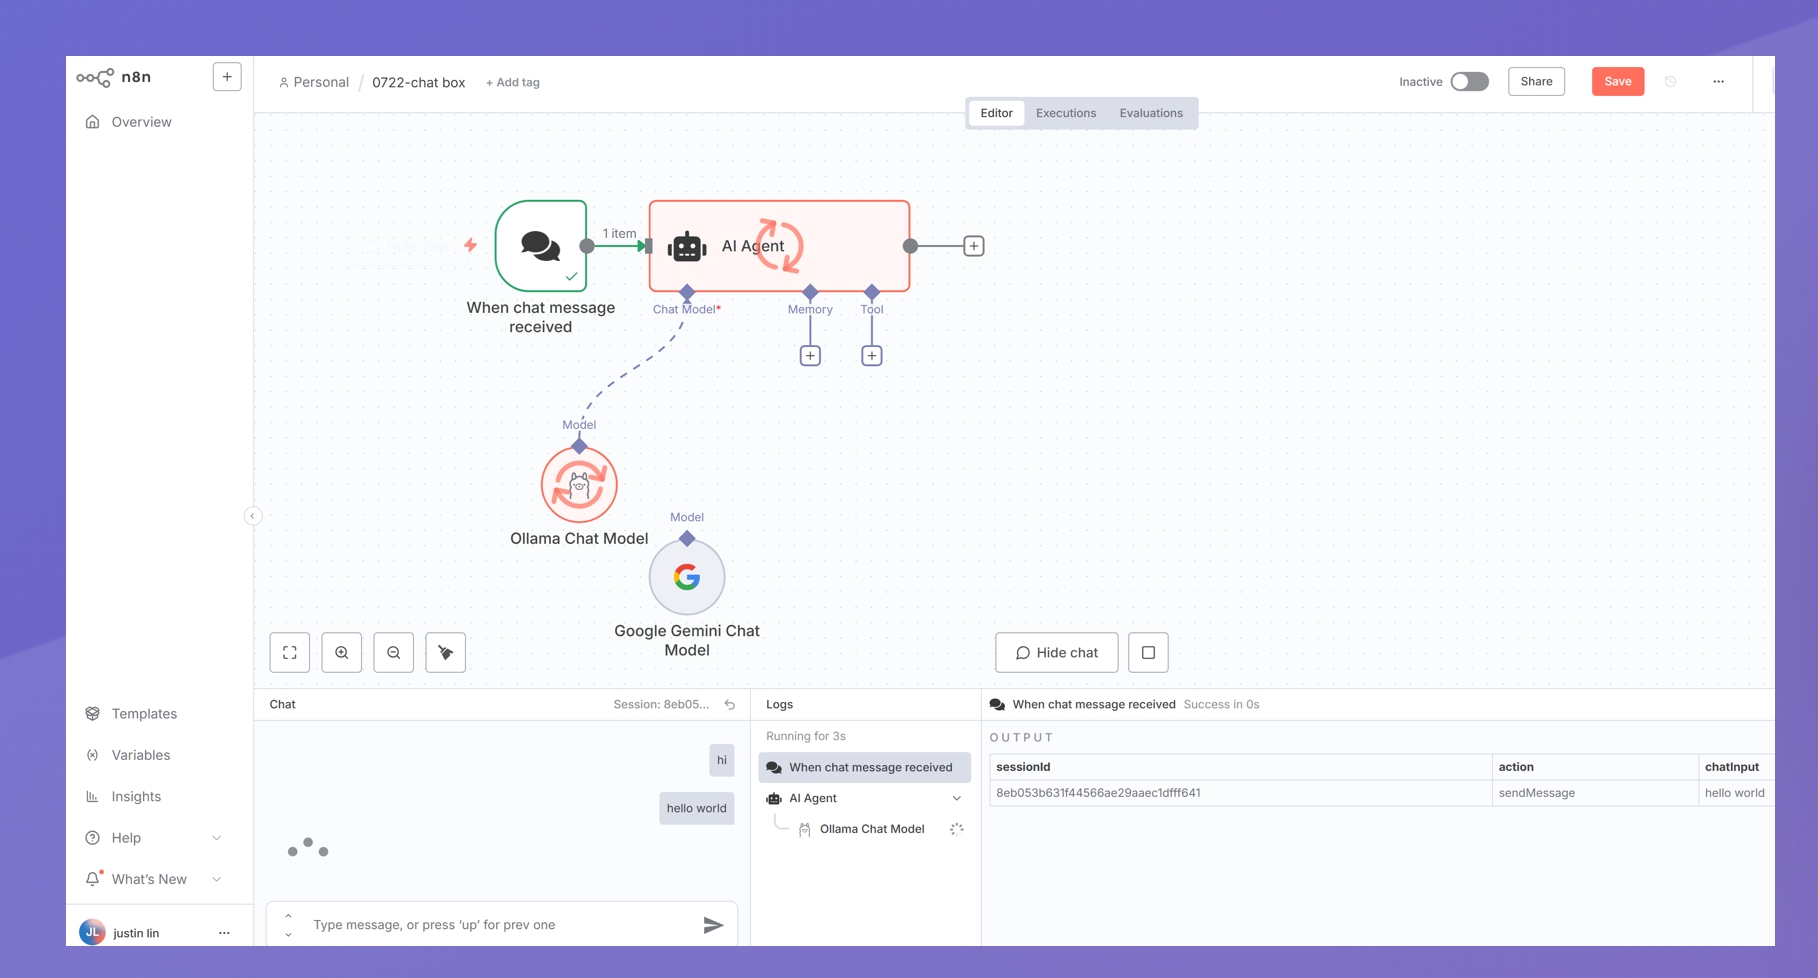 n8n
+
Personal / 0722-chat box + Add tag
Inactive
Share
Save
...
Editor
Executions
Evaluations
Overview
1 item
AI Agent
When chat message
received
Chat Model*
Memory
Tool
Model
Ollama Chat Model
Model
Google Gemini Chat
Model
Hide chat
Templates
Variables
Insights
Help
What's New
JL justin lin ...
Chat
Session: 8eb05...
hi
hello world
Type message, or press 'up' for prev one
Logs
Running for 3s
When chat message received
AI Agent
Ollama Chat Model
When chat message received Success in 0s
OUTPUT
sessionId action chatInput
8eb053b631f44566ae29aaec1dfff641 sendMessage hello world